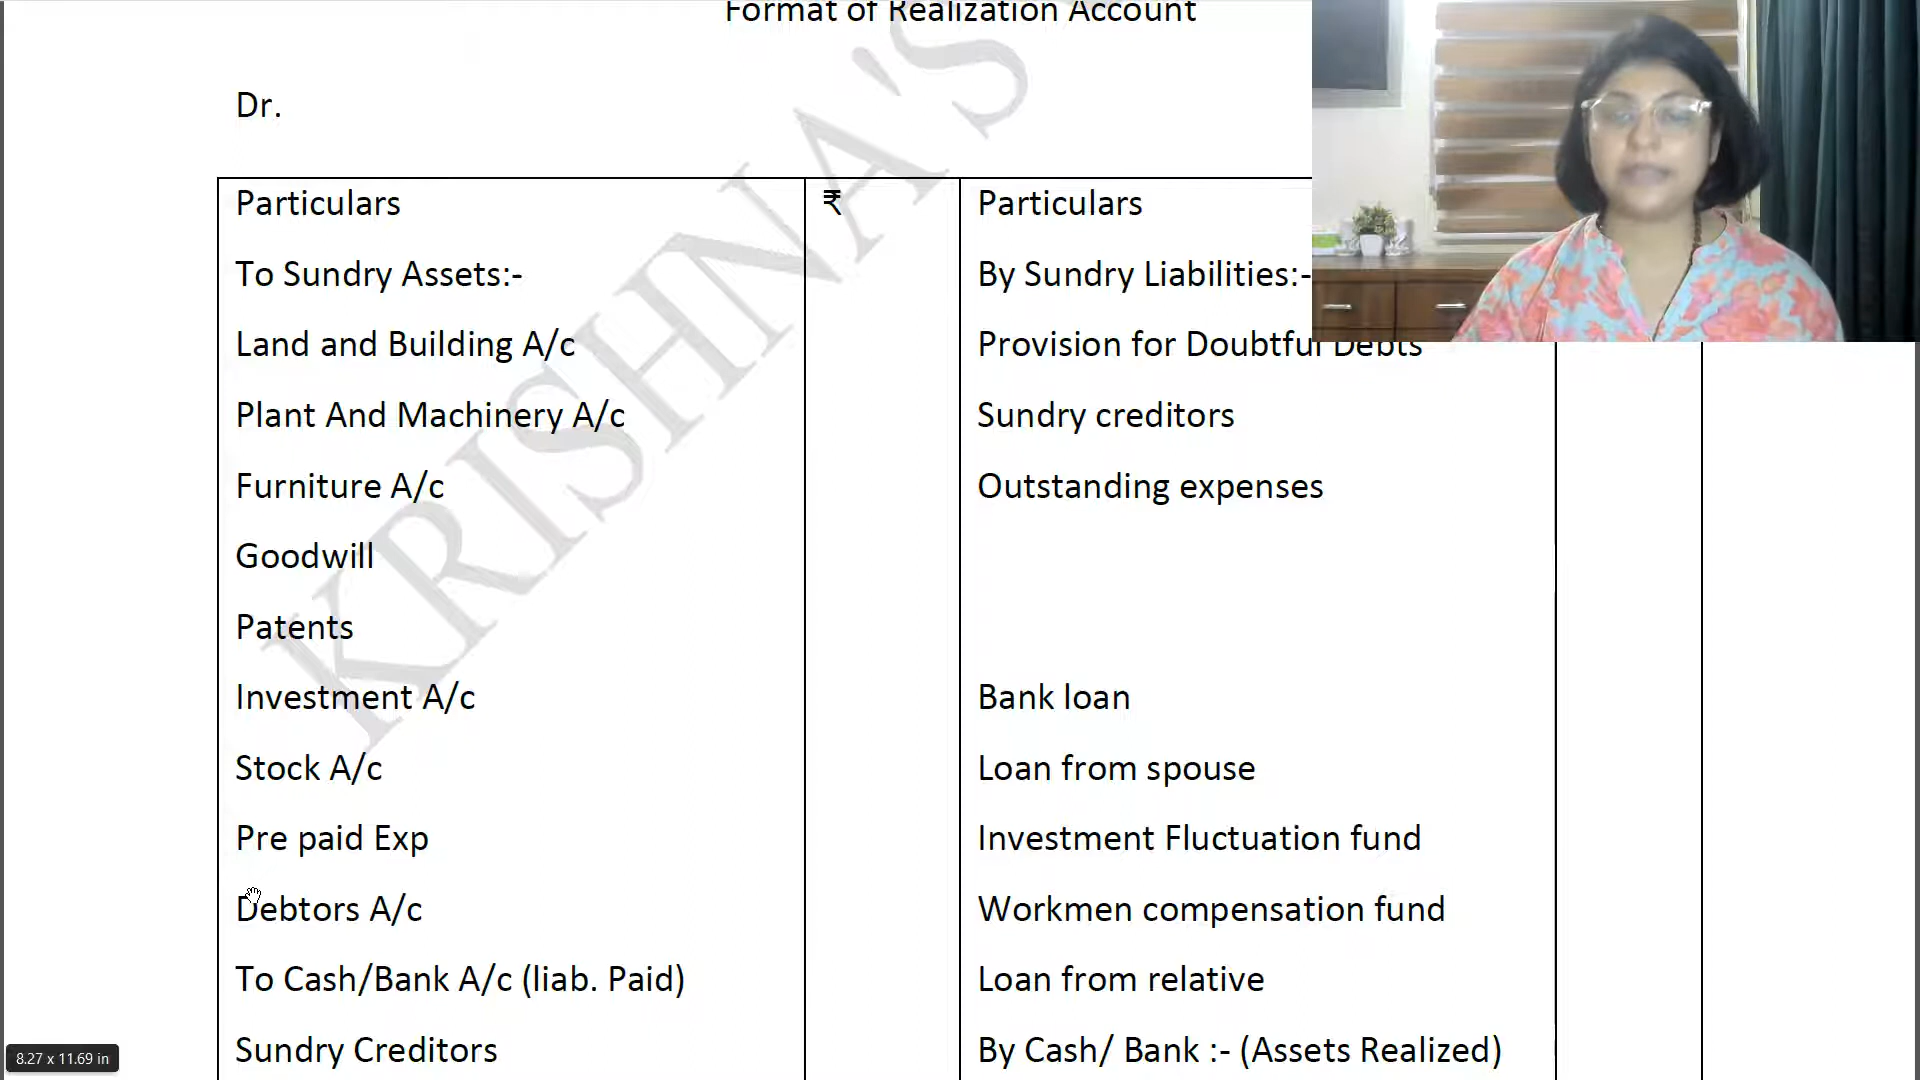 Format of Realization Account
Dr.
Particulars ₹ Particulars
To Sundry Assets:- By Sundry Liabilities:-
Land and Building A/c Provision for Doubtful Debts
Plant And Machinery A/c Sundry creditors
Furniture A/c Outstanding expenses
Goodwill
Patents
Investment A/c Bank loan
Stock A/c Loan from spouse
Pre paid Exp Investment Fluctuation fund
Debtors A/c Workmen compensation fund
To Cash/Bank A/c (liab. Paid) Loan from relative
Sundry Creditors By Cash/ Bank :- (Assets Realized)
KRISHNA'S
8.27 x 11.69 in